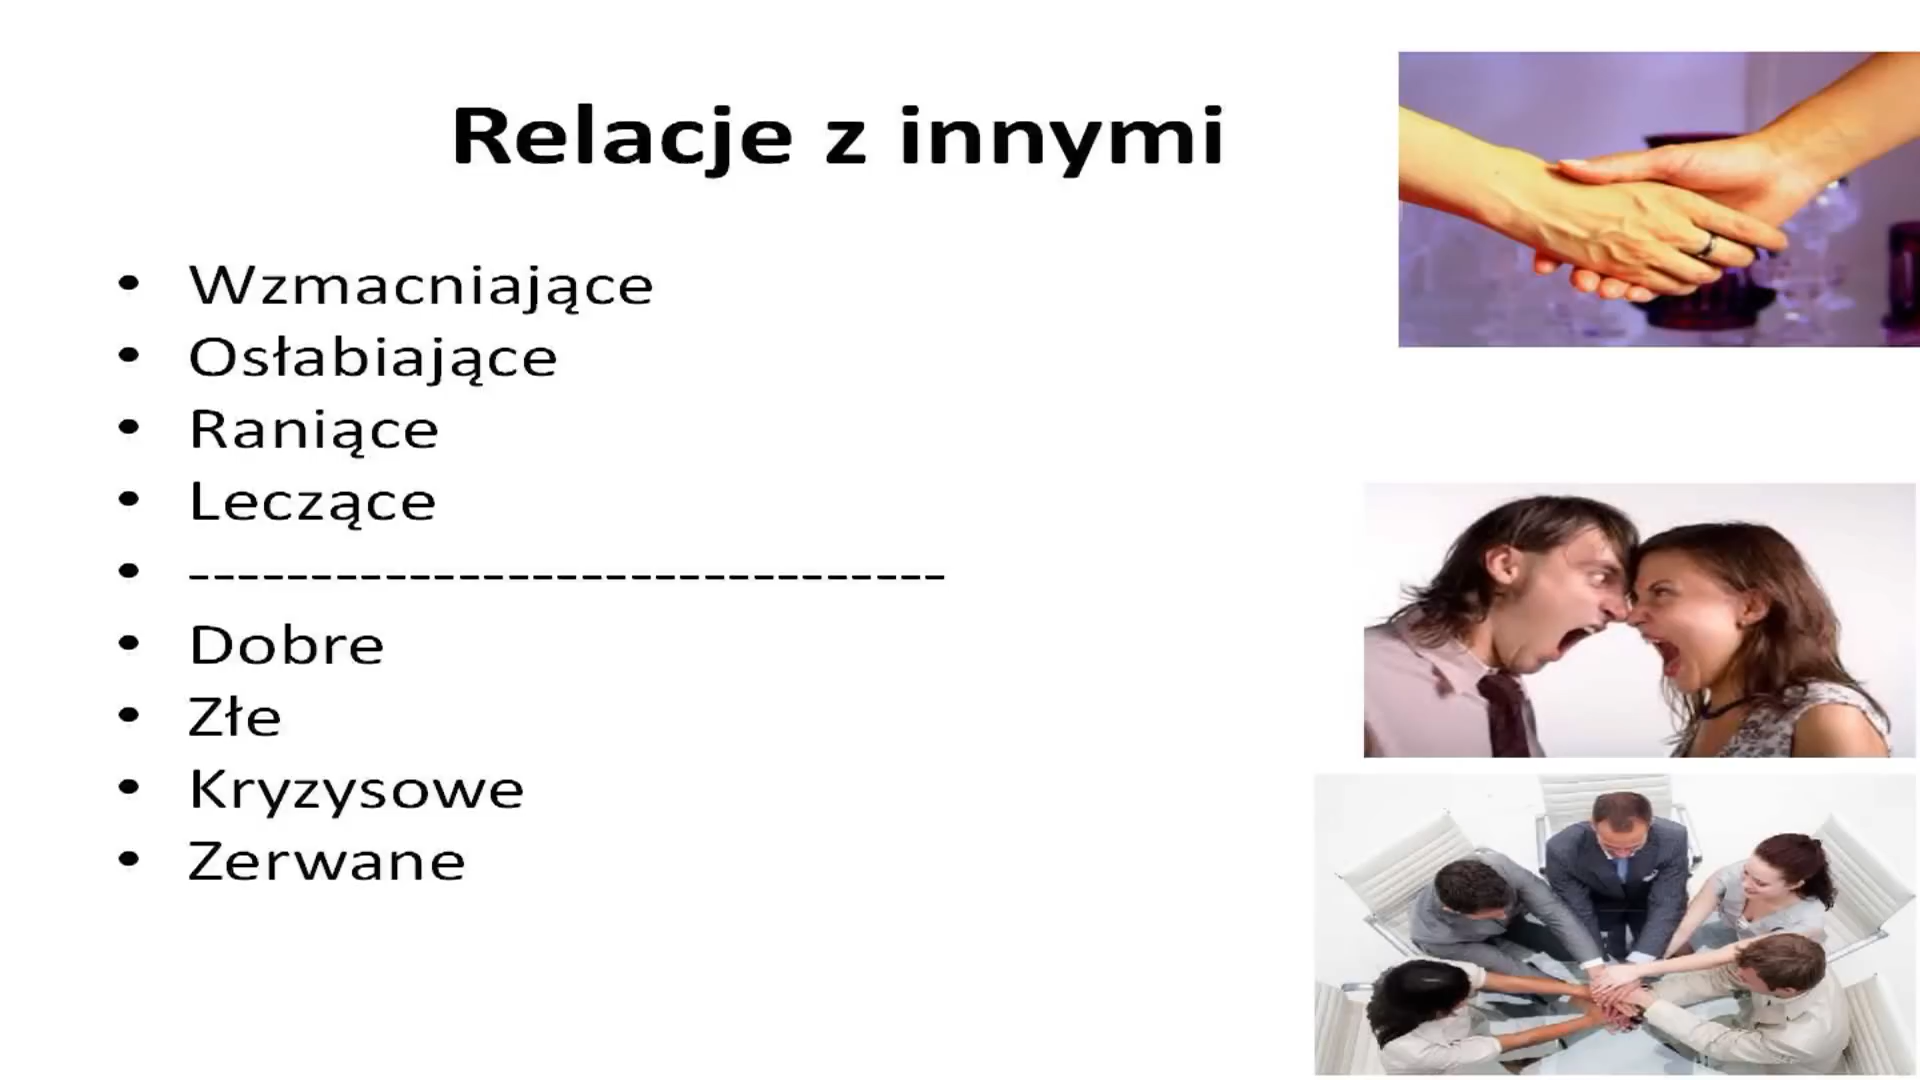 Relacje z innymi
• Wzmacniające
• Osłabiające
• Raniące
• Leczące
• -------------------------------
• Dobre
• Złe
• Kryzysowe
• Zerwane